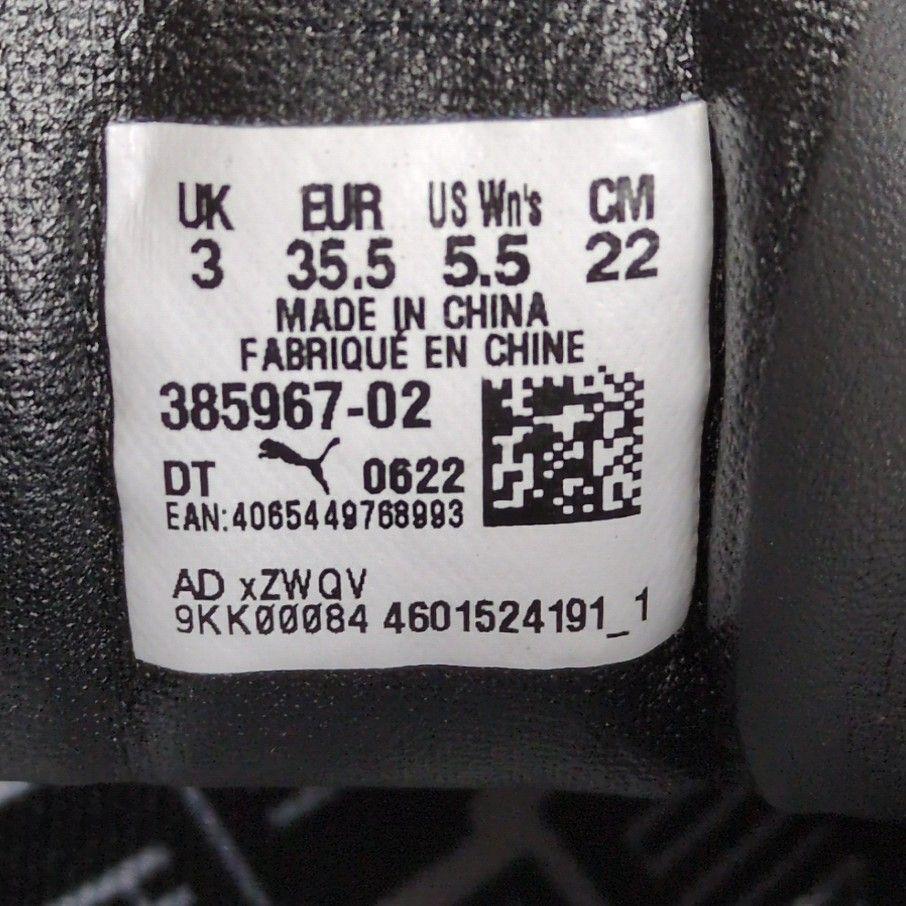 UK EUR US Wn's CM
3 35.5 5.5 22
MADE IN CHINA
FABRIQUÉ EN CHINE
385967-02
DT 0622
EAN:4065449768993
AD xZWQV
9KK00084 4601524191_1